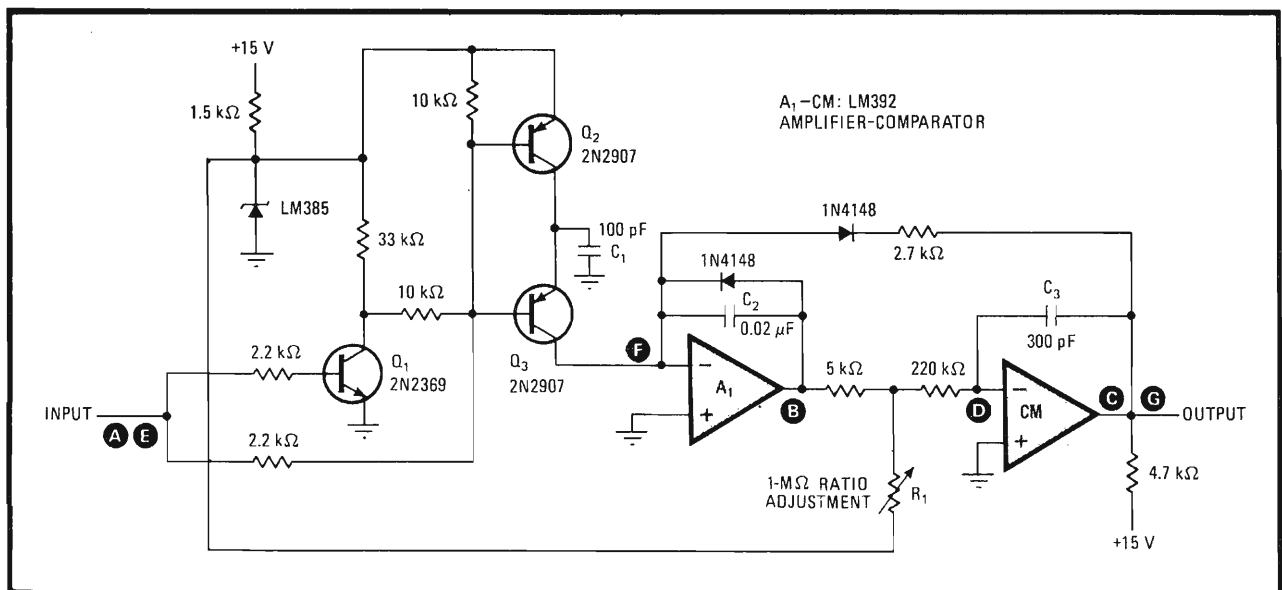 +15 V
1.5 kΩ
10 kΩ
A₁–CM: LM392
AMPLIFIER-COMPARATOR
Q₂
2N2907
LM385
1N4148
33 kΩ
100 pF
C₁
2.7 kΩ
1N4148
10 kΩ
C₂
0.02 µF
C₃
300 pF
2.2 kΩ
Q₁
2N2369
Q₃
2N2907
F
−
A₁
+
B
5 kΩ
220 kΩ
D
−
CM
+
C
G
OUTPUT
INPUT
A
E
2.2 kΩ
1-MΩ RATIO
ADJUSTMENT
R₁
4.7 kΩ
+15 V